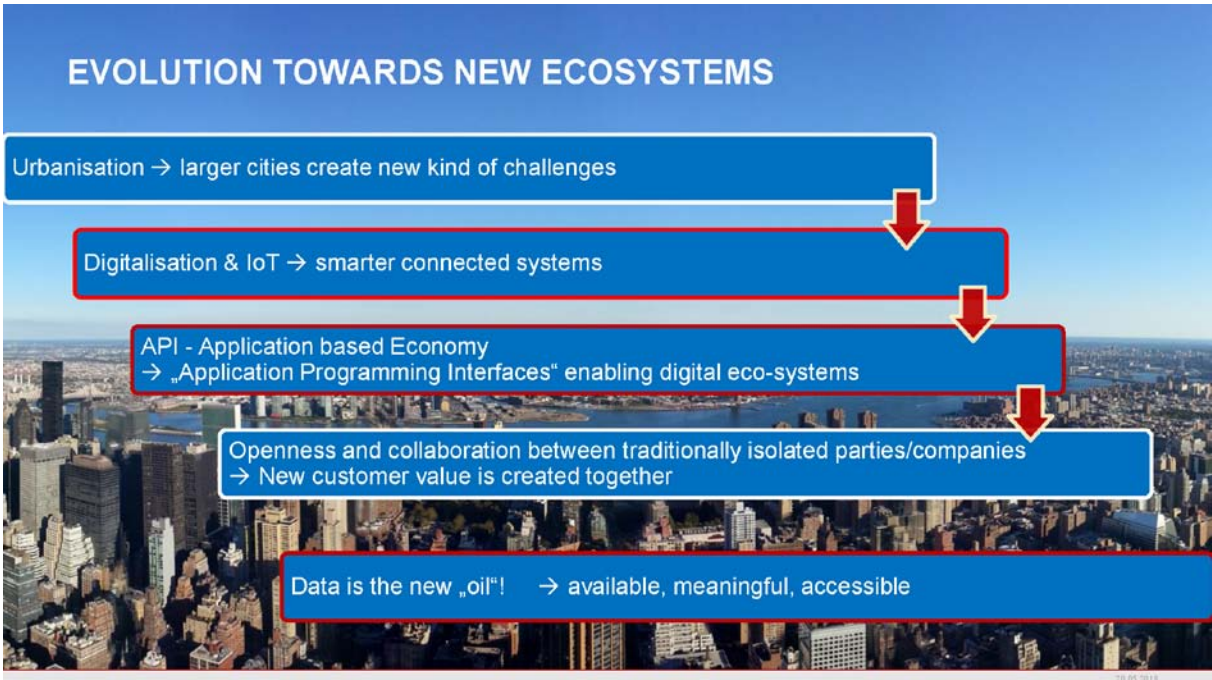 EVOLUTION TOWARDS NEW ECOSYSTEMS
Urbanisation → larger cities create new kind of challenges
Digitalisation & IoT → smarter connected systems
API - Application based Economy
→ „Application Programming Interfaces“ enabling digital eco-systems
Openness and collaboration between traditionally isolated parties/companies
→ New customer value is created together
Data is the new „oil“! → available, meaningful, accessible